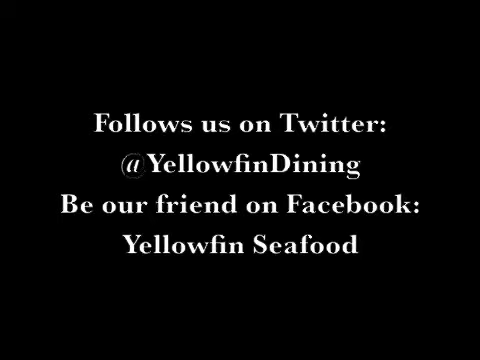 Follows us on Twitter:
@YellowfinDining
Be our friend on Facebook:
Yellowfin Seafood